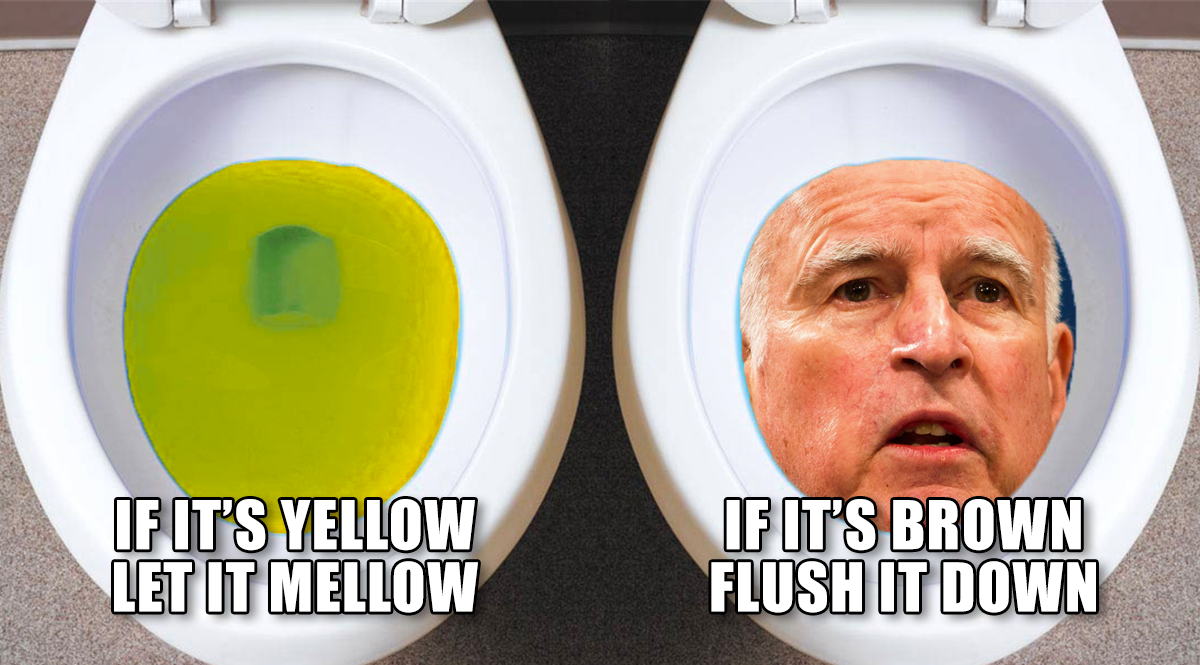 IF IT’S YELLOW
LET IT MELLOW
IF IT’S BROWN
FLUSH IT DOWN